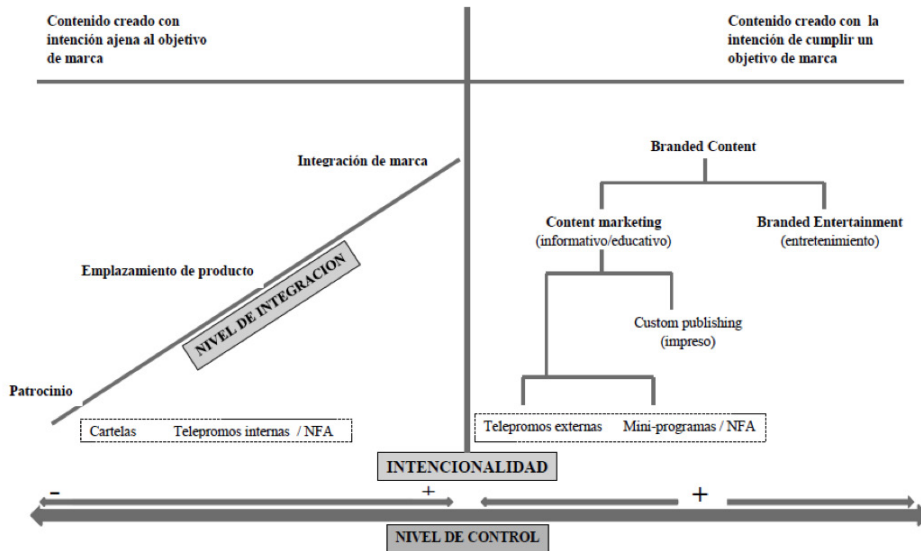 Contenido creado con
intención ajena al objetivo
de marca
Contenido creado con la
intención de cumplir un
objetivo de marca
Integración de marca
Emplazamiento de producto
Patrocinio
NIVEL DE INTEGRACION
Cartelas Telepromos internas / NFA
Branded Content
Content marketing
(informativo/educativo)
Branded Entertainment
(entretenimiento)
Custom publishing
(impreso)
Telepromos externas Mini-programas / NFA
INTENCIONALIDAD
- + +
NIVEL DE CONTROL